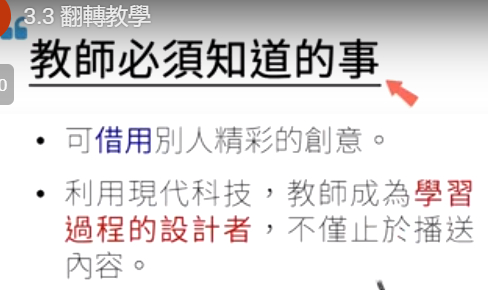 3.3 翻轉教學
教師必須知道的事
0
• 可借用別人精彩的創意。
• 利用現代科技，教師成為學習
過程的設計者，不僅止於播送
內容。